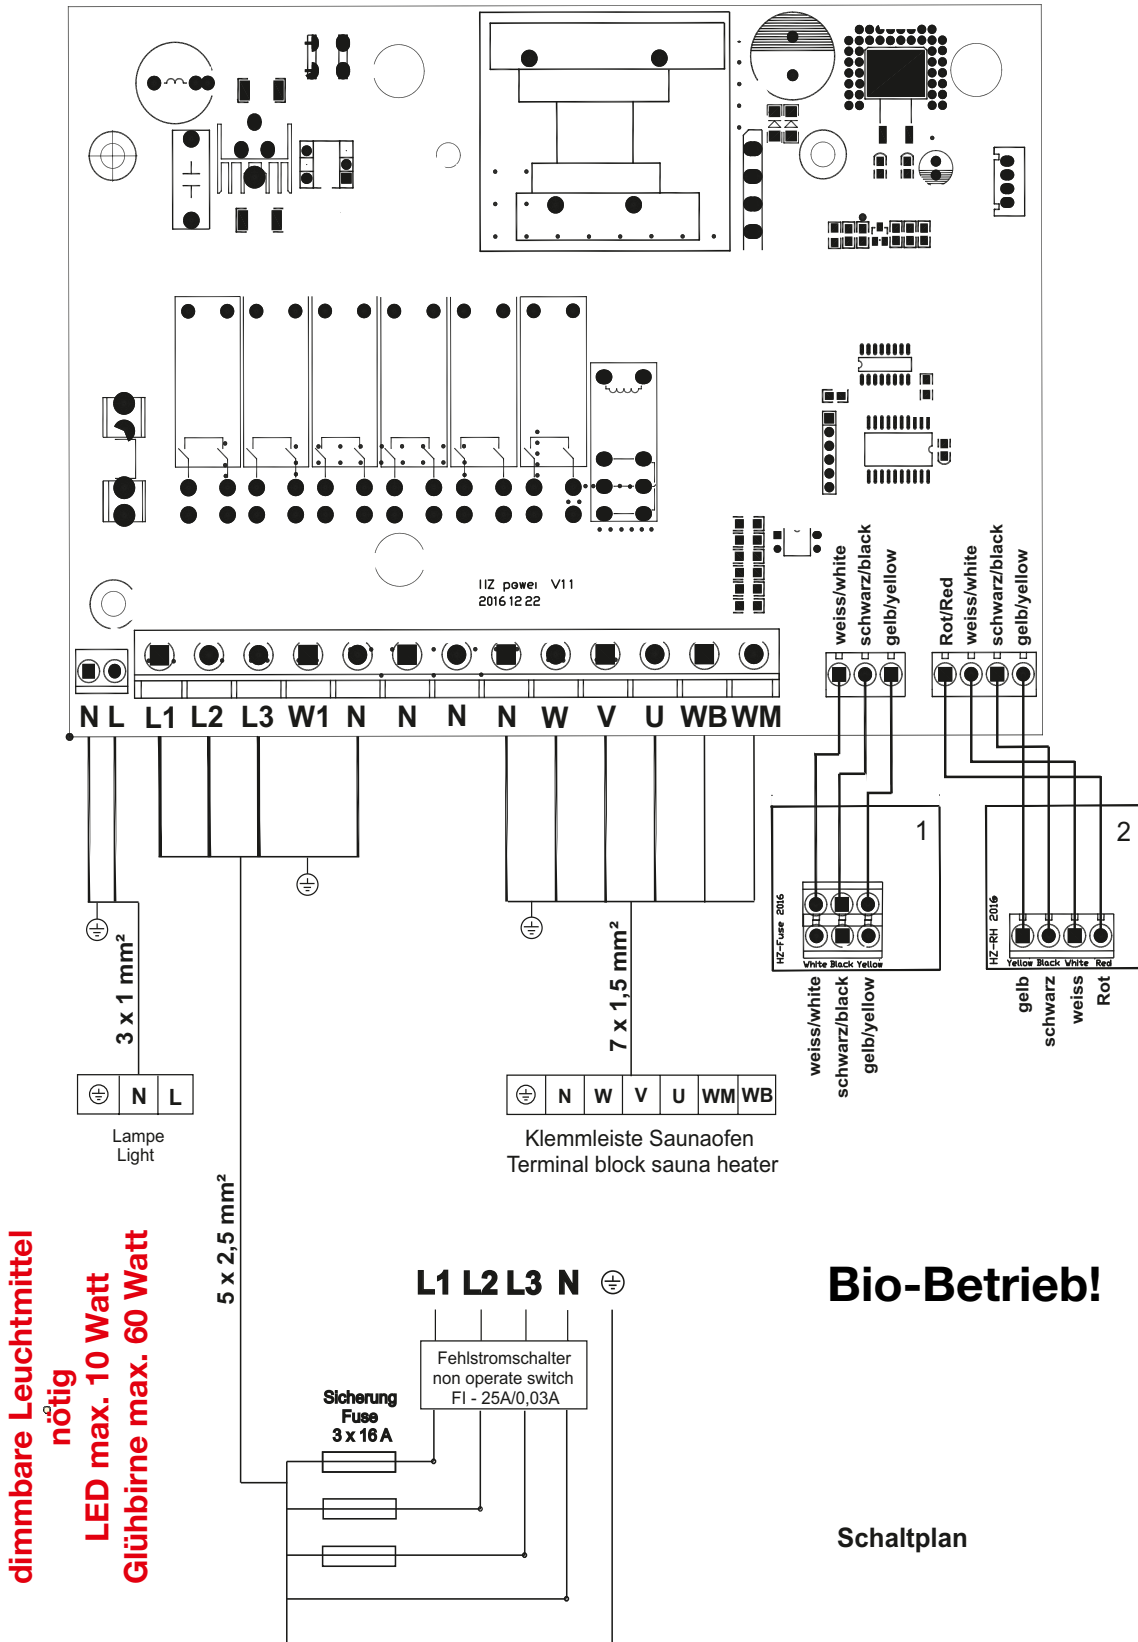 IIZ power V11
2016 12 22
weiss/white
schwarz/black
gelb/yellow
Rot/Red
weiss/white
schwarz/black
gelb/yellow
N L L1 L2 L3 W1 N N N N W V U WB WM
1
HZ-Fuse 2016
White Black Yellow
weiss/white
schwarz/black
gelb/yellow
2
HZ-RH 2016
Yellow Black White Red
gelb
schwarz
weiss
Rot
3 x 1 mm²
N L
Lampe
Light
7 x 1,5 mm²
N W V U WM WB
Klemmleiste Saunaofen
Terminal block sauna heater
5 x 2,5 mm²
dimmbare Leuchtmittel
nötig
LED max. 10 Watt
Glühbirne max. 60 Watt
L1 L2 L3 N
Fehlstromschalter
non operate switch
FI - 25A/0,03A
Sicherung
Fuse
3 x 16 A
Bio-Betrieb!
Schaltplan